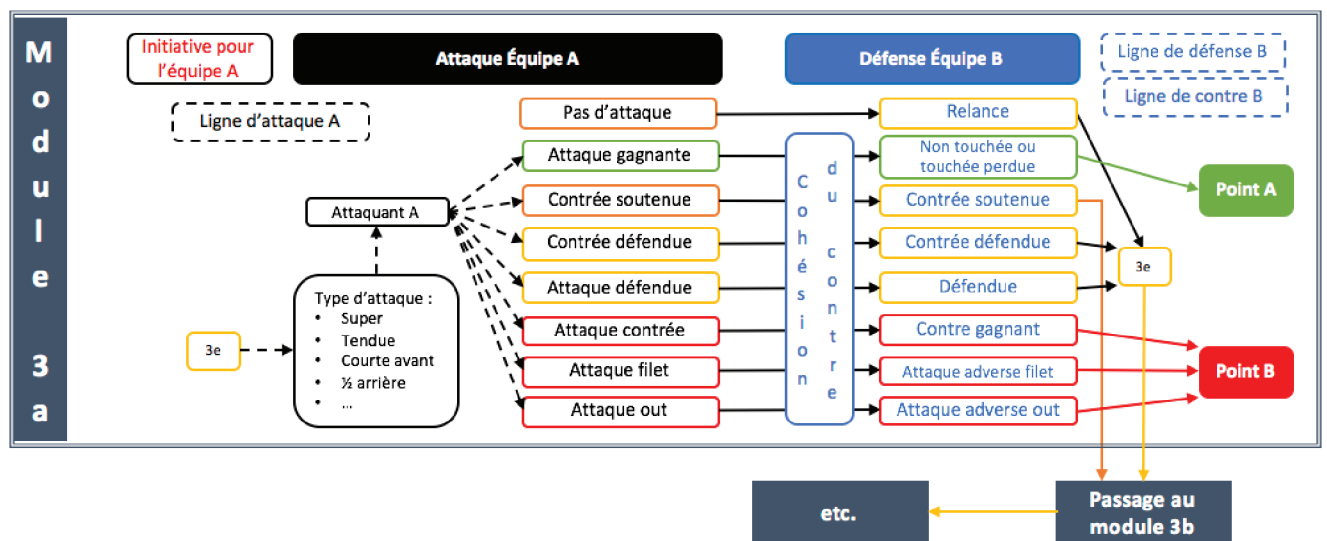 Module 3a
Initiative pour
l'équipe A
Attaque Équipe A
Défense Équipe B
Ligne de défense B
Ligne de contre B
Ligne d'attaque A
Pas d'attaque
Relance
Attaque gagnante
Non touchée ou
touchée perdue
Point A
Attaquant A
Contrée soutenue
Contrée soutenue
Contrée défendue
Contrée défendue
3e
Attaque défendue
Défendue
Cohésion
du contre
3e
Type d'attaque :
• Super
• Tendue
• Courte avant
• ½ arrière
• ...
Attaque contrée
Contre gagnant
Attaque filet
Attaque adverse filet
Point B
Attaque out
Attaque adverse out
etc.
Passage au
module 3b